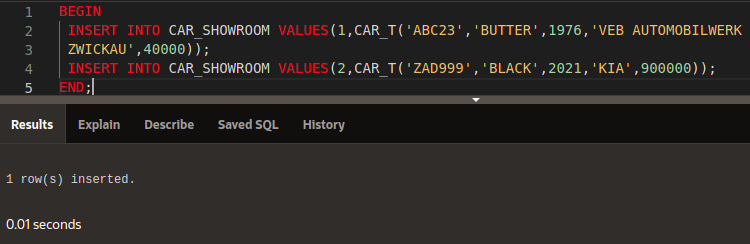 1 BEGIN
2 INSERT INTO CAR_SHOWROOM VALUES(1,CAR_T('ABC23','BUTTER',1976,'VEB AUTOMOBILWERK
3 ZWICKAU',40000));
4 INSERT INTO CAR_SHOWROOM VALUES(2,CAR_T('ZAD999','BLACK',2021,'KIA',900000));
5 END;
Results Explain Describe Saved SQL History
1 row(s) inserted.
0.01 seconds